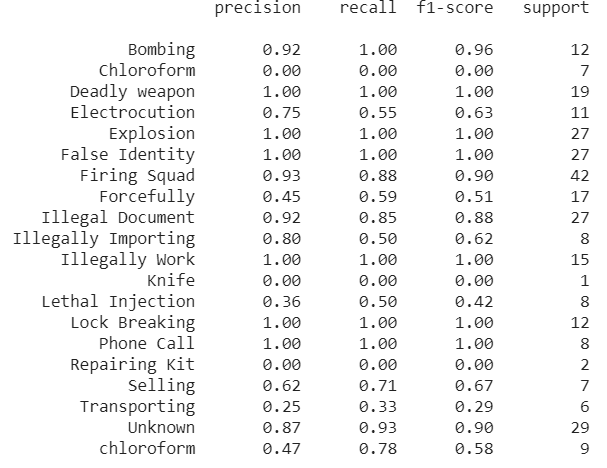 precision recall f1-score support
Bombing 0.92 1.00 0.96 12
Chloroform 0.00 0.00 0.00 7
Deadly weapon 1.00 1.00 1.00 19
Electrocution 0.75 0.55 0.63 11
Explosion 1.00 1.00 1.00 27
False Identity 1.00 1.00 1.00 27
Firing Squad 0.93 0.88 0.90 42
Forcefully 0.45 0.59 0.51 17
Illegal Document 0.92 0.85 0.88 27
Illegally Importing 0.80 0.50 0.62 8
Illegally Work 1.00 1.00 1.00 15
Knife 0.00 0.00 0.00 1
Lethal Injection 0.36 0.50 0.42 8
Lock Breaking 1.00 1.00 1.00 12
Phone Call 1.00 1.00 1.00 8
Repairing Kit 0.00 0.00 0.00 2
Selling 0.62 0.71 0.67 7
Transporting 0.25 0.33 0.29 6
Unknown 0.87 0.93 0.90 29
chloroform 0.47 0.78 0.58 9